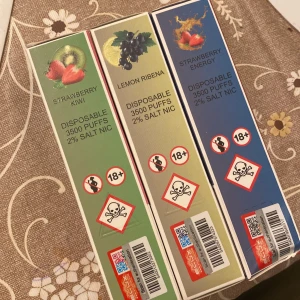 STRAWBERRY
KIWI
DISPOSABLE
3500 PUFFS
2% SALT NIC
18+
LEMON RIBENA
DISPOSABLE
3500 PUFFS
2% SALT NIC
18+
STRAWBERRY
ENERGY
DISPOSABLE
3500 PUFFS
2% SALT NIC
18+